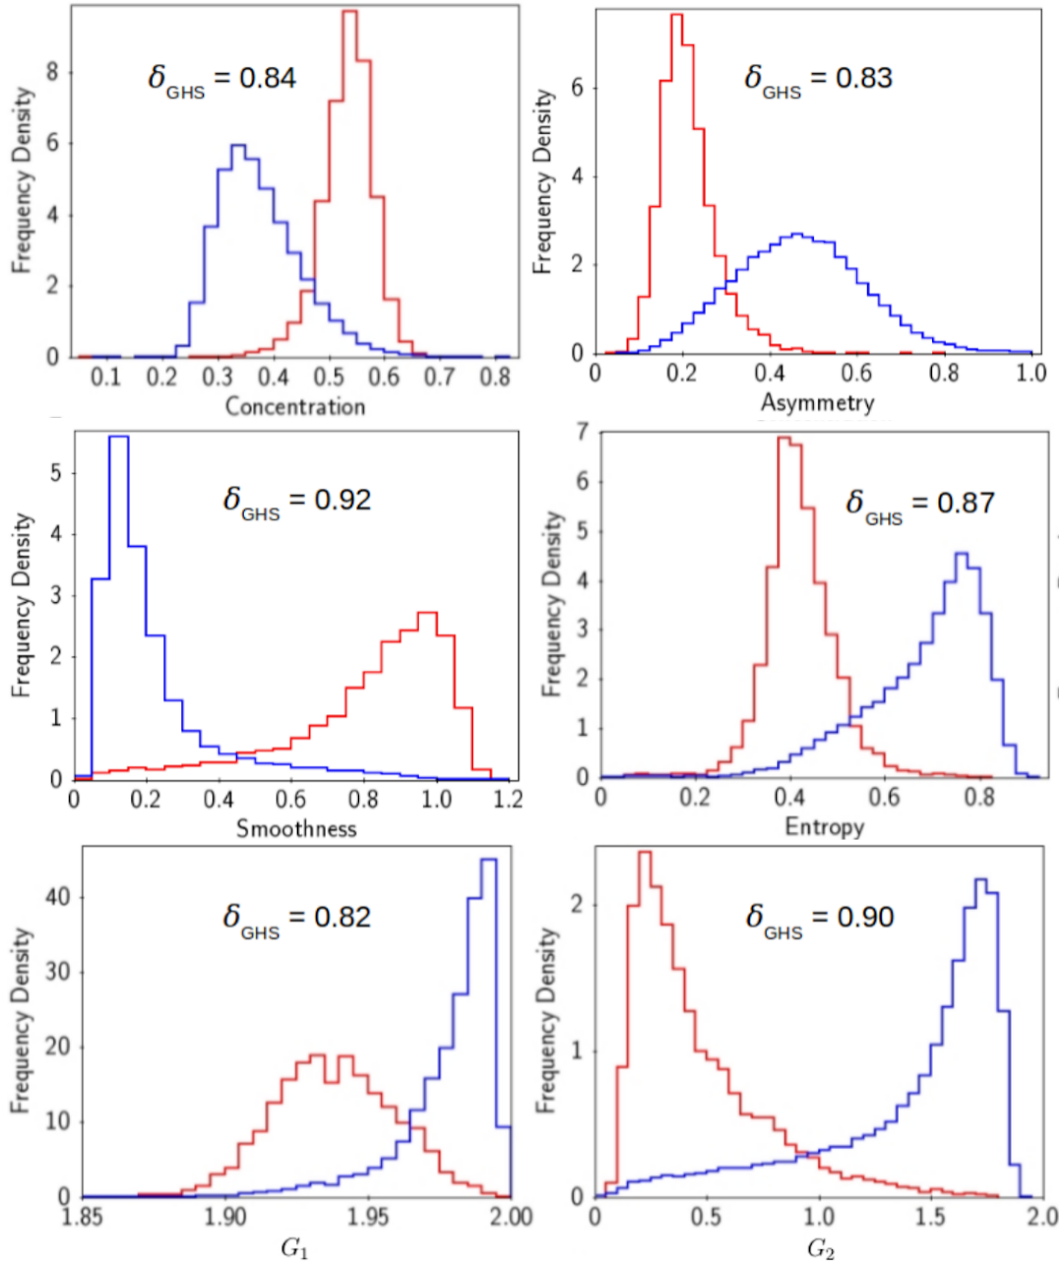 δGHS = 0.84
Frequency Density
8
6
4
2
0
0.1 0.2 0.3 0.4 0.5 0.6 0.7 0.8
Concentration
δGHS = 0.83
Frequency Density
6
4
2
0
0 0.2 0.4 0.6 0.8 1.0
Asymmetry
δGHS = 0.92
Frequency Density
5
4
3
2
1
0
0 0.2 0.4 0.6 0.8 1.0 1.2
Smoothness
δGHS = 0.87
Frequency Density
7
6
5
4
3
2
1
0
0 0.2 0.4 0.6 0.8
Entropy
δGHS = 0.82
Frequency Density
40
30
20
10
0
1.85 1.90 1.95 2.00
G1
δGHS = 0.90
Frequency Density
2
1
0
0 0.5 1.0 1.5 2.0
G2